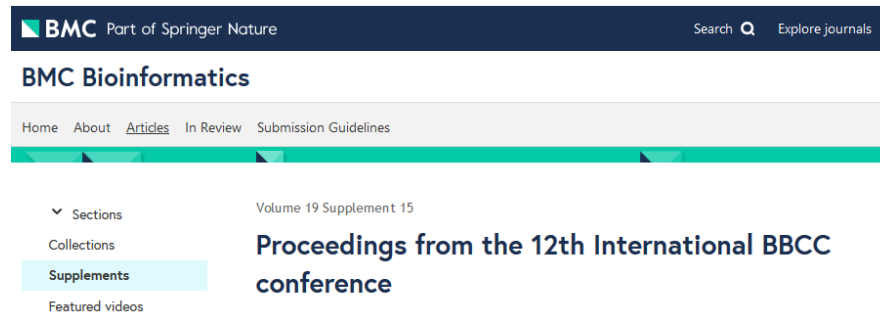 BMC Part of Springer Nature Search Explore journals
BMC Bioinformatics
Home About Articles In Review Submission Guidelines
Sections
Collections
Supplements
Featured videos
Volume 19 Supplement 15
Proceedings from the 12th International BBCC
conference